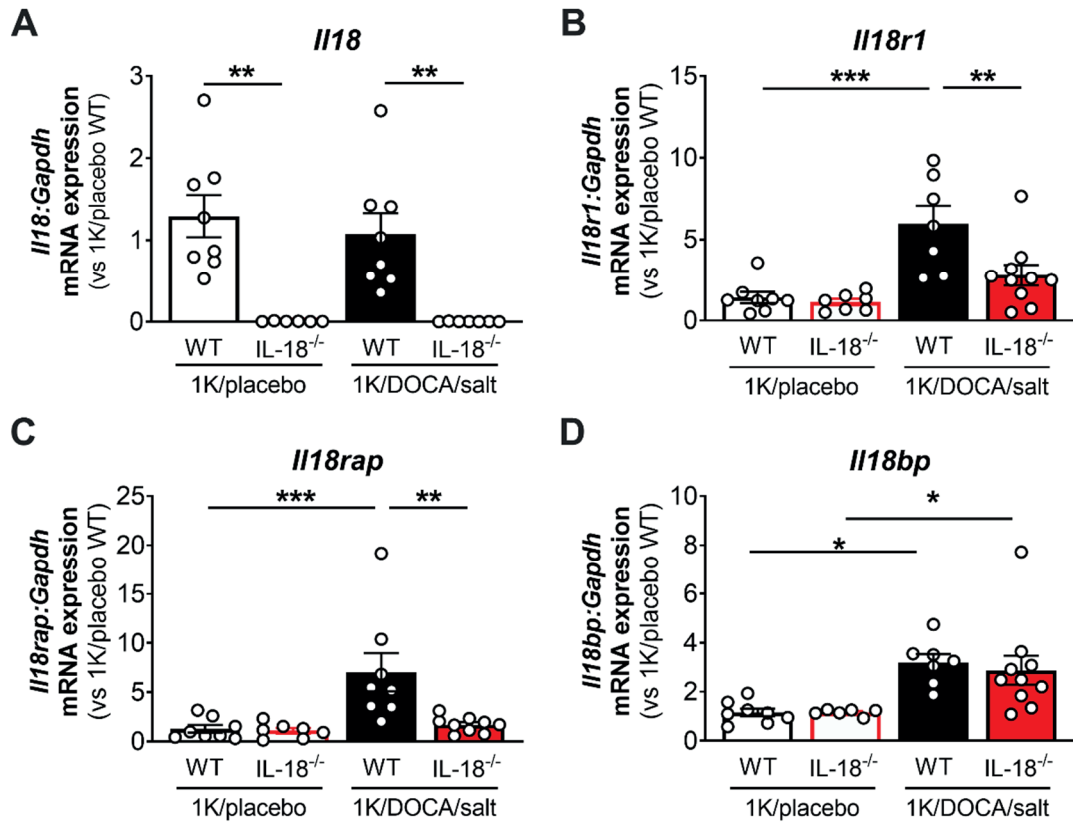 A
Il18
Il18:Gapdh
mRNA expression
(vs 1K/placebo WT)
3
2
1
0
**
**
WT
IL-18-/-
WT
IL-18-/-
1K/placebo
1K/DOCA/salt
B
Il18r1
Il18r1:Gapdh
mRNA expression
(vs 1K/placebo WT)
15
10
5
0
***
**
WT
IL-18-/-
WT
IL-18-/-
1K/placebo
1K/DOCA/salt
C
Il18rap
Il18rap:Gapdh
mRNA expression
(vs 1K/placebo WT)
25
20
15
10
5
0
***
**
WT
IL-18-/-
WT
IL-18-/-
1K/placebo
1K/DOCA/salt
D
Il18bp
Il18bp:Gapdh
mRNA expression
(vs 1K/placebo WT)
10
8
6
4
2
0
*
*
WT
IL-18-/-
WT
IL-18-/-
1K/placebo
1K/DOCA/salt